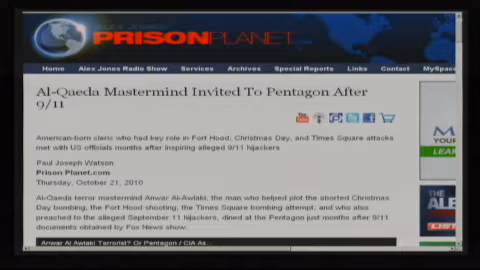 ALEX JONES'
PRISONPLANET
Home Alex Jones Radio Show Services Archives Special Reports Links Contact MySpace
Al-Qaeda Mastermind Invited To Pentagon After
9/11
American-born cleric who had key role in Fort Hood, Christmas Day, and Times Square attacks
met with US officials months after inspiring alleged 9/11 hijackers
Paul Joseph Watson
Prison Planet.com
Thursday, October 21, 2010
Al-Qaeda terror mastermind Anwar Al-Awlaki, the man who helped plot the aborted Christmas
Day bombing, the Fort Hood shooting, the Times Square bombing attempt, and who also
preached to the alleged September 11 hijackers, dined at the Pentagon just months after 9/11
documents obtained by Fox News show.
Anwar Al Awlaki Terrorist? Or Pentagon / CIA As...
YOUR
LEAR
THE
ALE
LIST